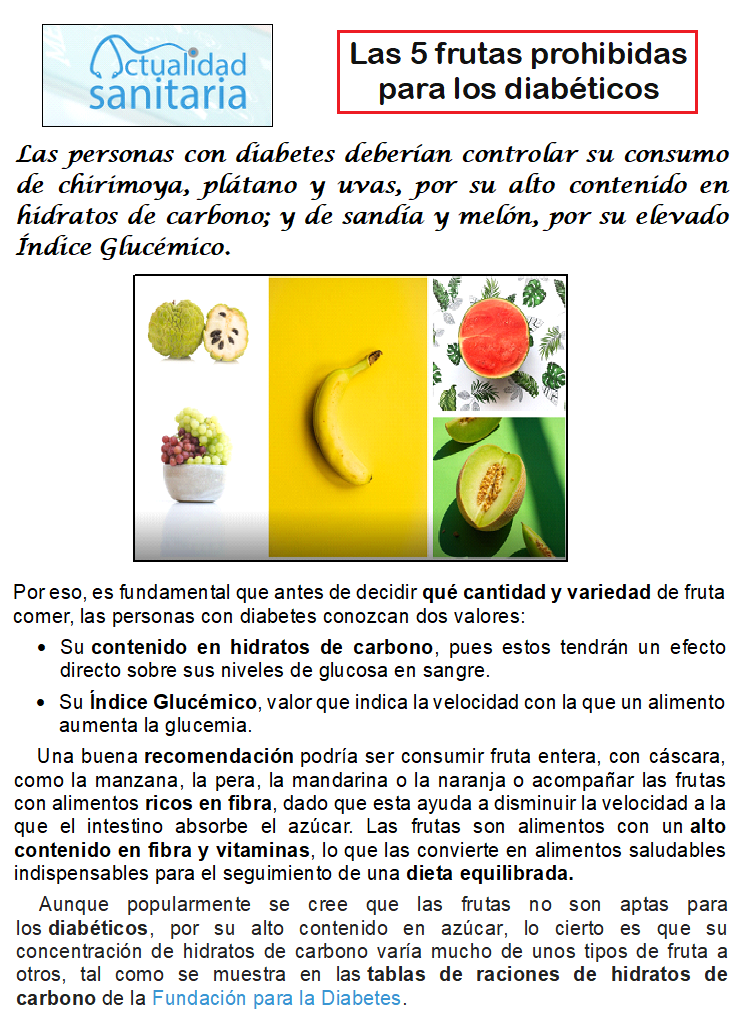 Actualidad
sanitaria
Las 5 frutas prohibidas
para los diabéticos
Las personas con diabetes deberían controlar su consumo
de chirimoya, plátano y uvas, por su alto contenido en
hidratos de carbono; y de sandía y melón, por su elevado
Índice Glucémico.
Por eso, es fundamental que antes de decidir qué cantidad y variedad de fruta
comer, las personas con diabetes conozcan dos valores:
• Su contenido en hidratos de carbono, pues estos tendrán un efecto
directo sobre sus niveles de glucosa en sangre.
• Su Índice Glucémico, valor que indica la velocidad con la que un alimento
aumenta la glucemia.
Una buena recomendación podría ser consumir fruta entera, con cáscara,
como la manzana, la pera, la mandarina o la naranja o acompañar las frutas
con alimentos ricos en fibra, dado que esta ayuda a disminuir la velocidad a la
que el intestino absorbe el azúcar. Las frutas son alimentos con un alto
contenido en fibra y vitaminas, lo que las convierte en alimentos saludables
indispensables para el seguimiento de una dieta equilibrada.
Aunque popularmente se cree que las frutas no son aptas para
los diabéticos, por su alto contenido en azúcar, lo cierto es que su
concentración de hidratos de carbono varía mucho de unos tipos de fruta a
otros, tal como se muestra en las tablas de raciones de hidratos de
carbono de la Fundación para la Diabetes.